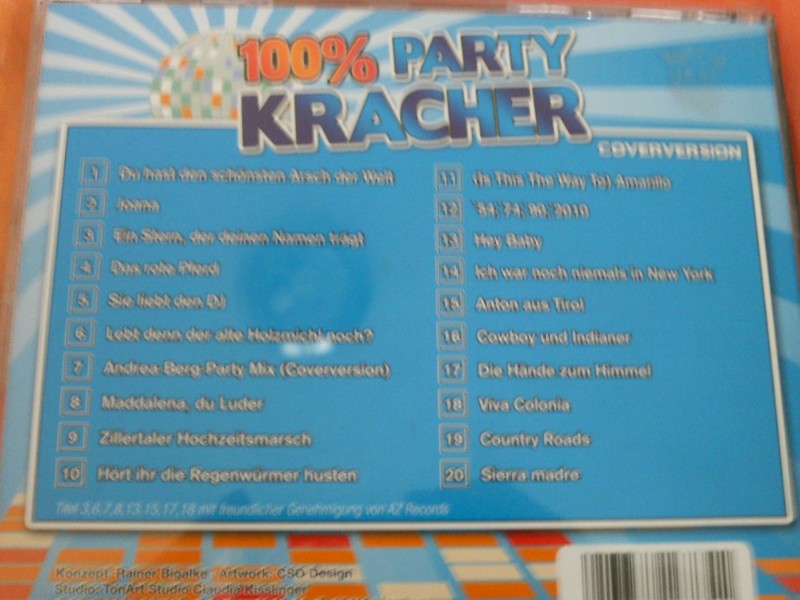 100% PARTY
KRACHER
COVERVERSION
1 Du hast den schönsten Arsch der Welt
2 Joana
3 Ein Stern, der deinen Namen trägt
4 Das rote Pferd
5 Sie liebt den DJ
6 Lebt denn der alte Holzmichl noch?
7 Andrea-Berg-Party Mix (Coverversion)
8 Maddalena, du Luder
9 Zillertaler Hochzeitsmarsch
10 Hört ihr die Regenwürmer husten
11 (Is This The Way To) Amarillo
12 '54, 74, 90, 2010
13 Hey Baby
14 Ich war noch niemals in New York
15 Anton aus Tirol
16 Cowboy und Indianer
17 Die Hände zum Himmel
18 Viva Colonia
19 Country Roads
20 Sierra madre
Titel 3,6,7,8,13,15,17,18 mit freundlicher Genehmigung von AZ Records
Konzept: Rainer Bigalke Artwork: CSO Design
Studio: TonArt Studio Claudia Kisslinger